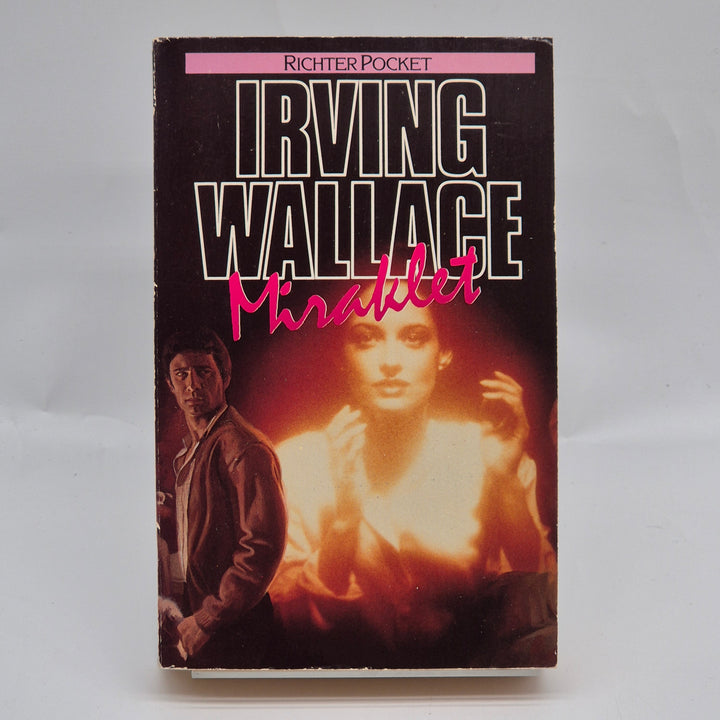 RICHTER POCKET
IRVING
WALLACE
Miraklet